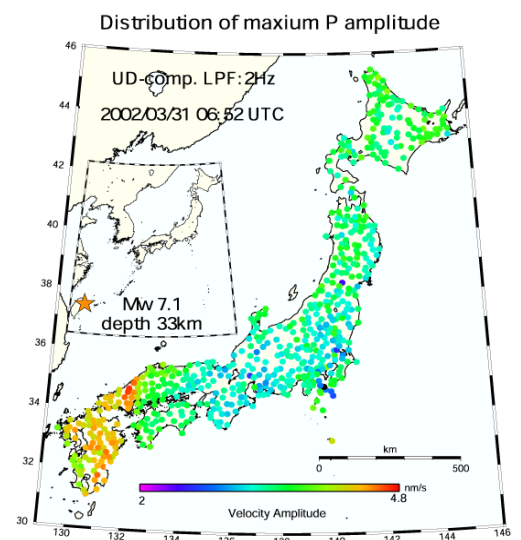 Distribution of maxium P amplitude
UD-comp. LPF: 2Hz
2002/03/31 06:52 UTC
Mw 7.1
depth 33km
46
44
42
40
38
36
34
32
30
130
132
134
136
138
140
142
144
146
km
0
500
2
4.8
nm/s
Velocity Amplitude